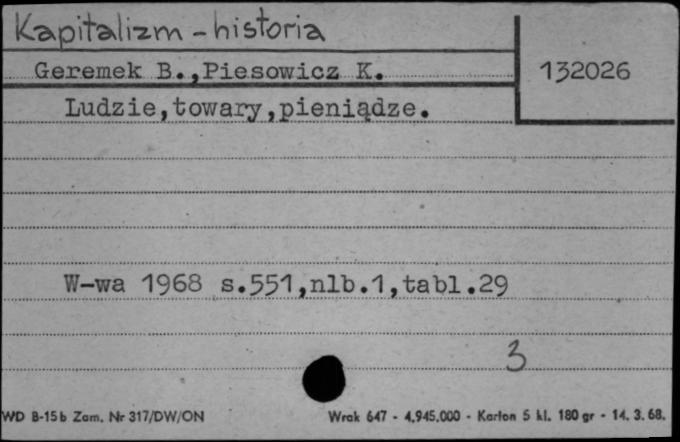 Kapitalizm - historia
Geremek B.,Piesowicz K.
132026
Ludzie,towary,pieniądze.
W-wa 1968 s.551,nlb.1,tabl.29
3
WD B-15b Zam. Nr 317/DW/ON
Wrak 647 - 4.945.000 - Karton 5 kl. 180 gr - 14. 3. 68.